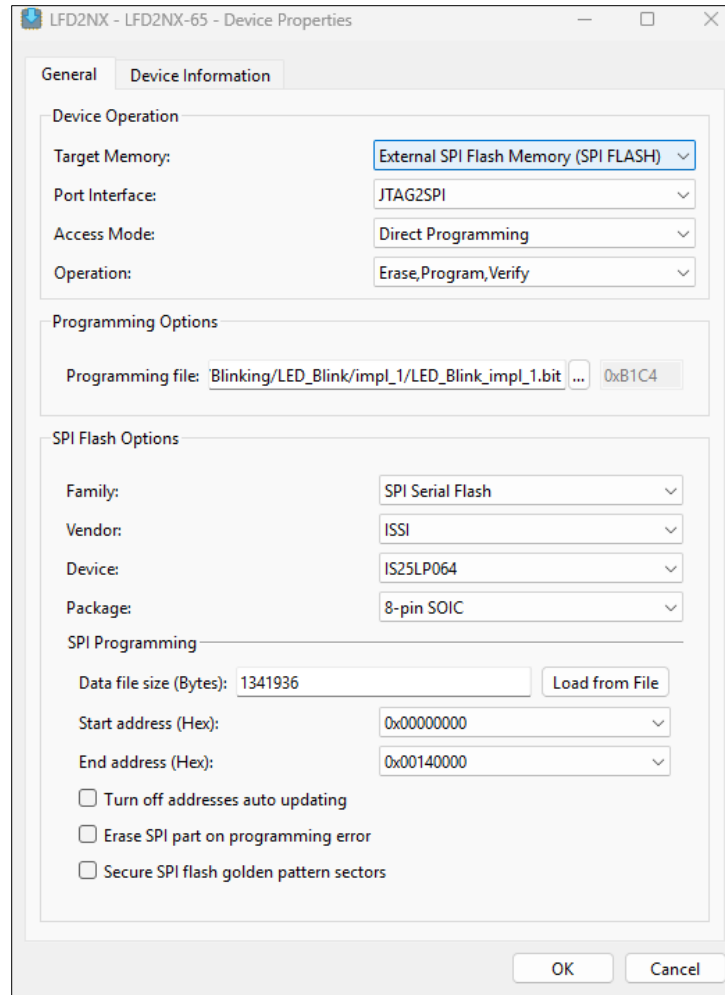 LFD2NX - LFD2NX-65 - Device Properties
General Device Information
Device Operation
Target Memory: External SPI Flash Memory (SPI FLASH)
Port Interface: JTAG2SPI
Access Mode: Direct Programming
Operation: Erase,Program,Verify
Programming Options
Programming file: 'Blinking/LED_Blink/impl_1/LED_Blink_impl_1.bit ... 0xB1C4
SPI Flash Options
Family: SPI Serial Flash
Vendor: ISSI
Device: IS25LP064
Package: 8-pin SOIC
SPI Programming
Data file size (Bytes): 1341936 Load from File
Start address (Hex): 0x00000000
End address (Hex): 0x00140000
Turn off addresses auto updating
Erase SPI part on programming error
Secure SPI flash golden pattern sectors
OK Cancel